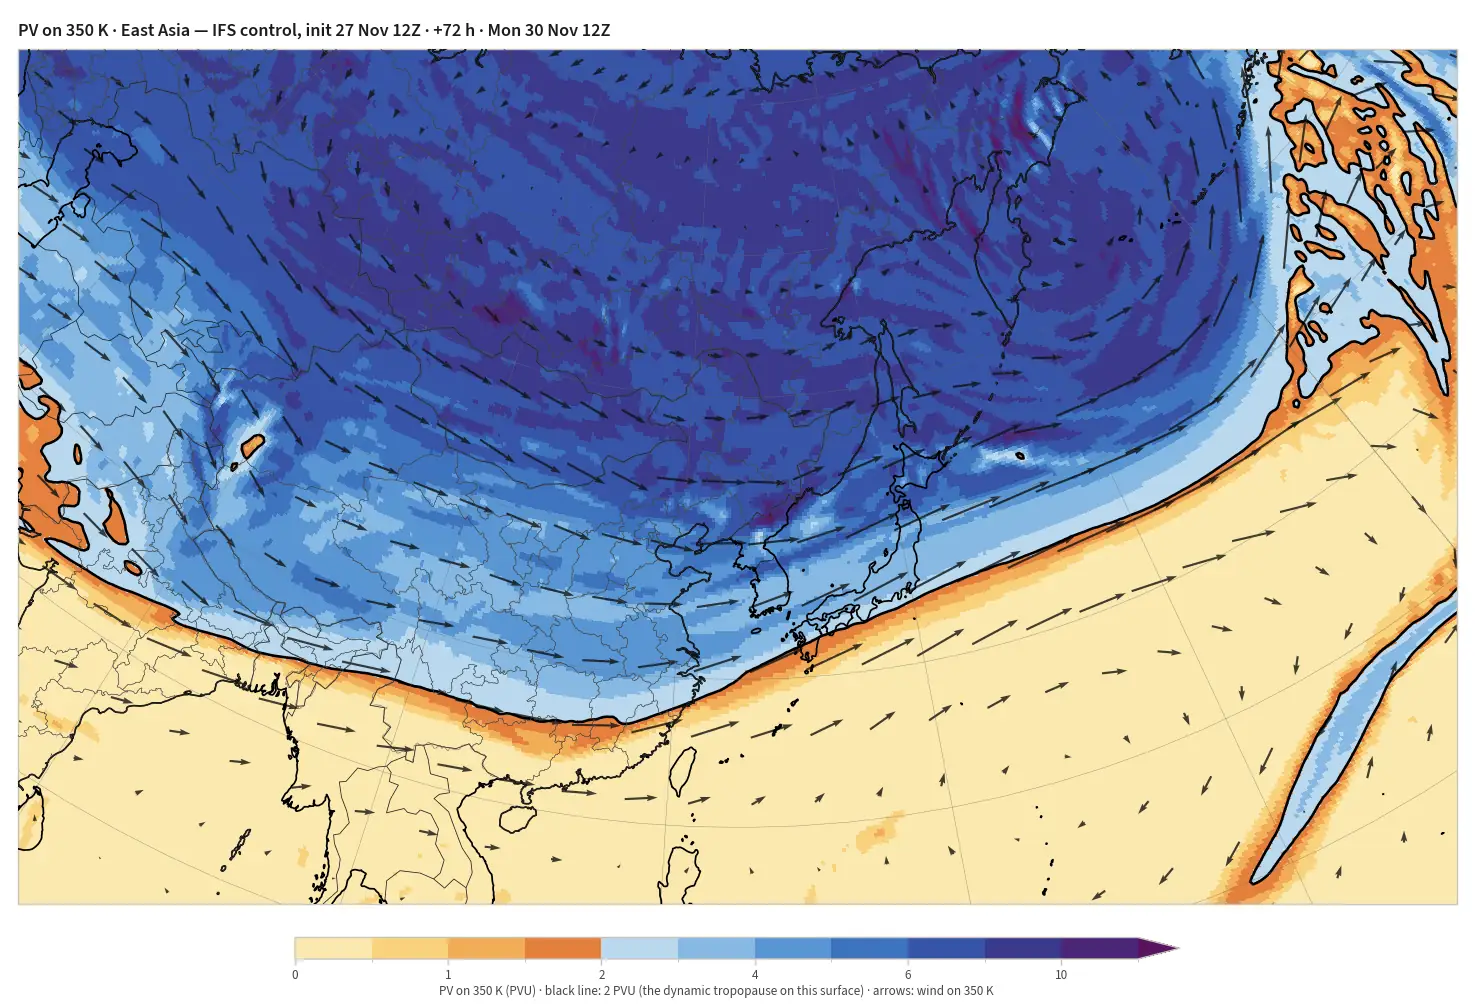 PV on 350 K · East Asia — IFS control, init 27 Nov 12Z · +72 h · Mon 30 Nov 12Z
0 1 2 4 6 10
PV on 350 K (PVU) · black line: 2 PVU (the dynamic tropopause on this surface) · arrows: wind on 350 K